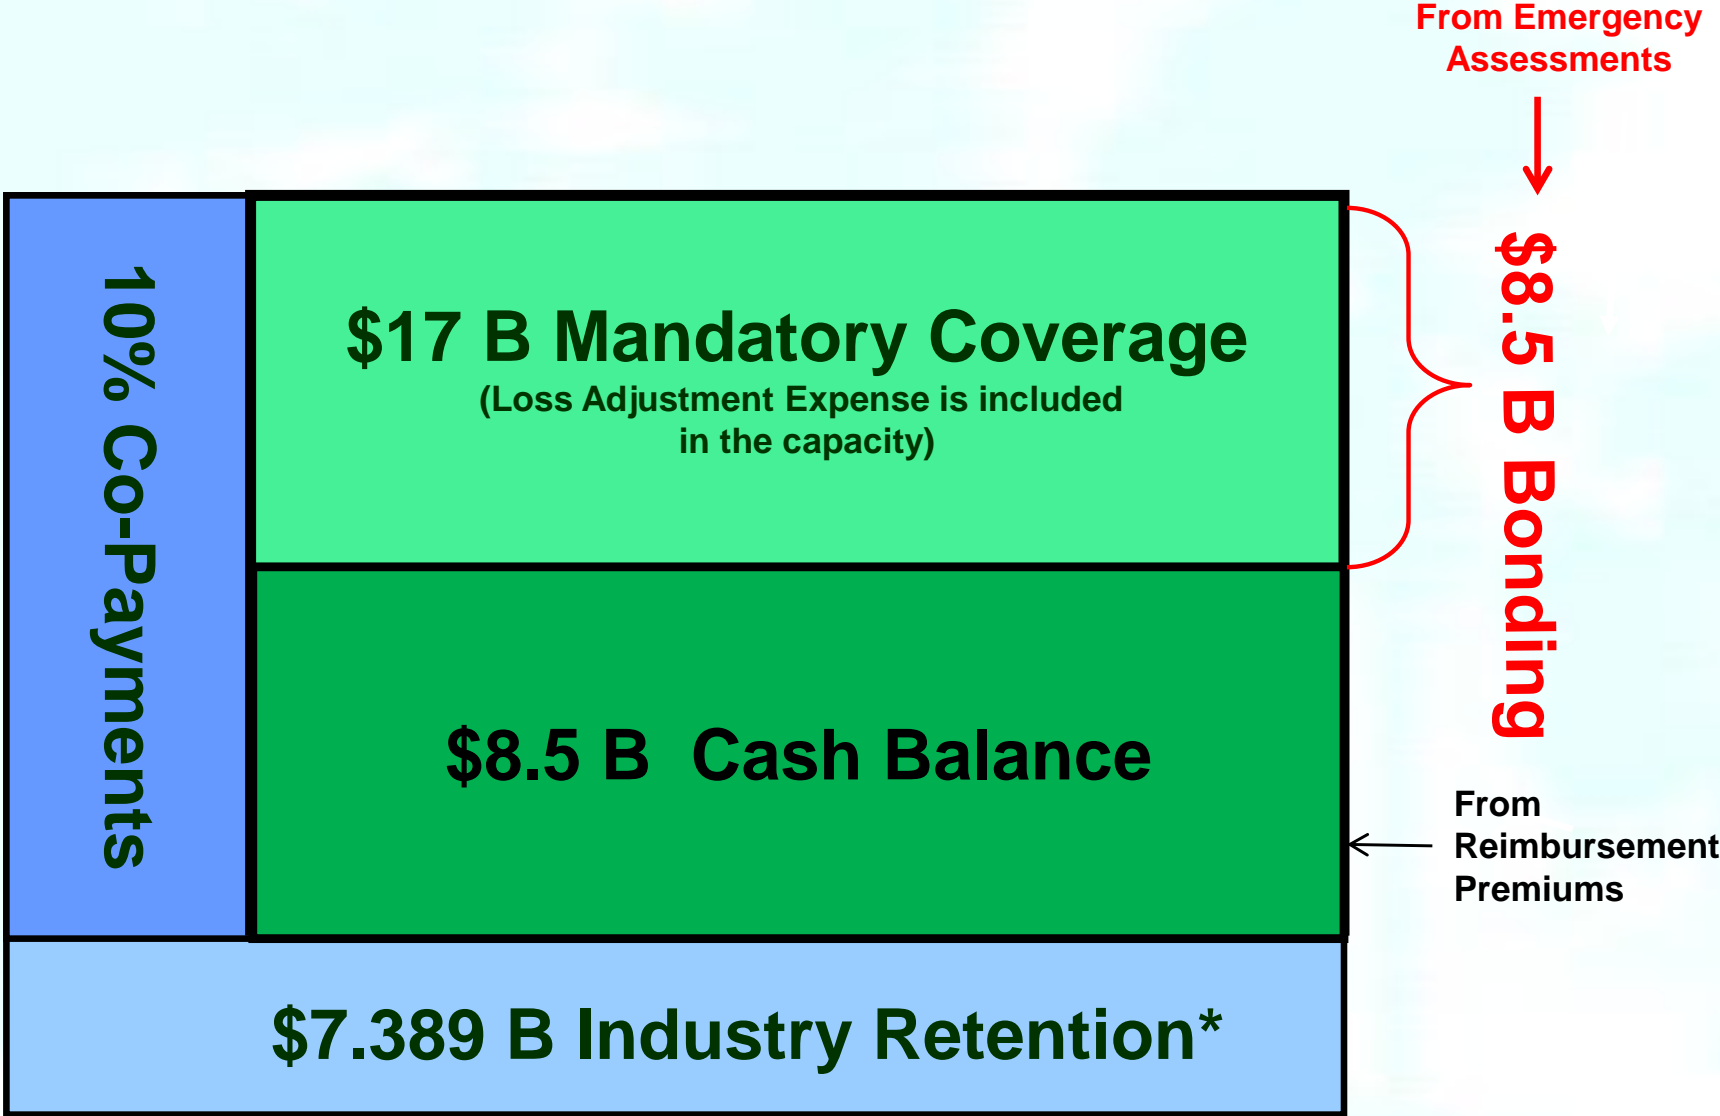 From Emergency
Assessments
10% Co-Payments
$17 B Mandatory Coverage
(Loss Adjustment Expense is included
in the capacity)
$8.5 B Bonding
$8.5 B  Cash Balance
From
Reimbursement
Premiums
$7.389 B Industry Retention*